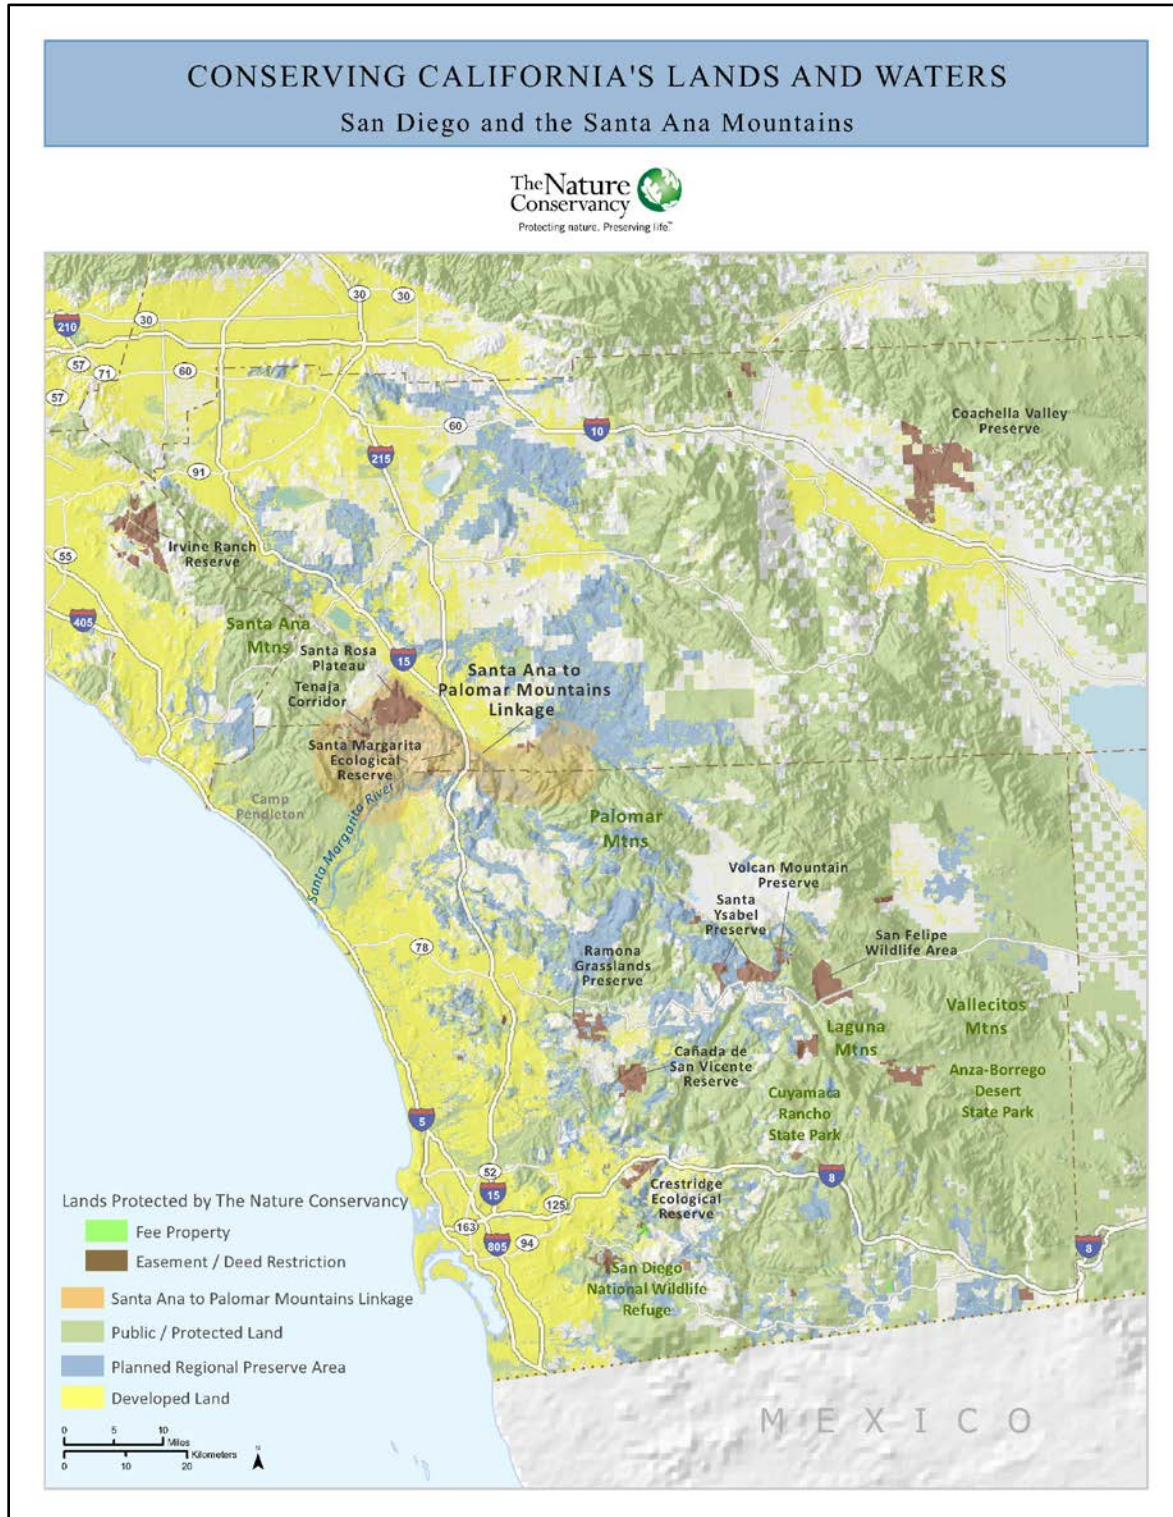 CONSERVING CALIFORNIA'S LANDS AND WATERS
San Diego and the Santa Ana Mountains
The Nature
Conservancy
Protecting nature. Preserving life.™
30
30
30
210
57
71
60
57
60
10
215
91
Coachella Valley
Preserve
Irvine Ranch
Reserve
55
405
Santa Ana
Mtns
Santa Rosa
Plateau
15
Tenaja
Corridor
Santa Ana to
Palomar Mountains
Linkage
Santa Margarita
Ecological
Reserve
Camp
Pendleton
Santa Margarita River
Palomar
Mtns
Volcan Mountain
Preserve
Santa
Ysabel
Preserve
San Felipe
Wildlife Area
78
Ramona
Grasslands
Preserve
Vallecitos
Mtns
Laguna
Mtns
Cañada de
San Vicente
Reserve
Anza-Borrego
Desert
State Park
Cuyamaca
Rancho
State Park
5
52
15
125
8
Crestridge
Ecological
Reserve
163
805
94
8
San Diego
National Wildlife
Refuge
Lands Protected by The Nature Conservancy
Fee Property
Easement / Deed Restriction
Santa Ana to Palomar Mountains Linkage
Public / Protected Land
Planned Regional Preserve Area
Developed Land
0 5 10
Miles
Kilometers
0 10 20
N
MEXICO